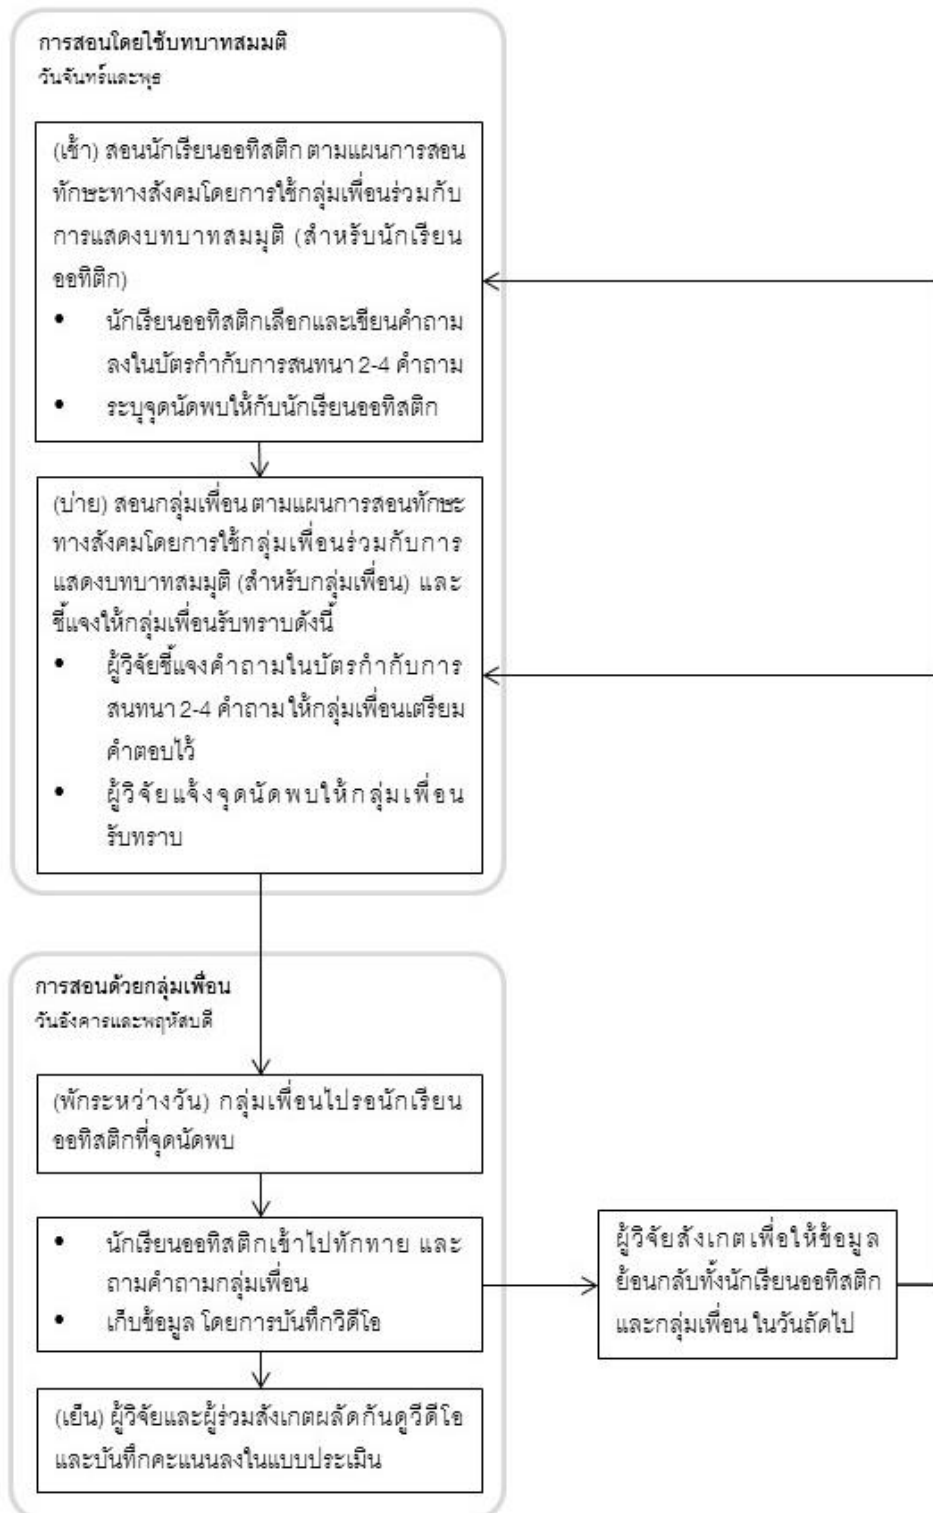 การสอนโดยใช้บทบาทสมมติ
วันจันทร์และพุธ
(เช้า) สอนนักเรียนออทิสติก ตามแผนการสอน
ทักษะทางสังคมโดยการใช้กลุ่มเพื่อนร่วมกับ
การแสดงบทบาทสมมุติ (สำหรับนักเรียน
ออทิติก)
• นักเรียนออทิสติกเลือกและเขียนคำถาม
ลงในบัตรกำกับการสนทนา 2-4 คำถาม
• ระบุจุดนัดพบให้กับนักเรียนออทิสติก
(บ่าย) สอนกลุ่มเพื่อน ตามแผนการสอนทักษะ
ทางสังคมโดยการใช้กลุ่มเพื่อนร่วมกับการ
แสดงบทบาทสมมุติ (สำหรับกลุ่มเพื่อน) และ
ชี้แจงให้กลุ่มเพื่อนรับทราบดังนี้
• ผู้วิจัยชี้แจงคำถามในบัตรกำกับการ
สนทนา 2-4 คำถาม ให้กลุ่มเพื่อนเตรียม
คำตอบไว้
• ผู้วิจัยแจ้งจุดนัดพบให้กลุ่มเพื่อน
รับทราบ
การสอนด้วยกลุ่มเพื่อน
วันอังคารและพฤหัสบดี
(พักระหว่างวัน) กลุ่มเพื่อนไปรอนักเรียน
ออทิสติกที่จุดนัดพบ
• นักเรียนออทิสติกเข้าไปทักทาย และ
ถามคำถามกลุ่มเพื่อน
• เก็บข้อมูล โดยการบันทึกวิดีโอ
ผู้วิจัยสังเกตเพื่อให้ข้อมูล
ย้อนกลับทั้งนักเรียนออทิสติก
และกลุ่มเพื่อน ในวันถัดไป
(เย็น) ผู้วิจัยและผู้ร่วมสังเกตผลัดกันดูวีดีโอ
และบันทึกคะแนนลงในแบบประเมิน